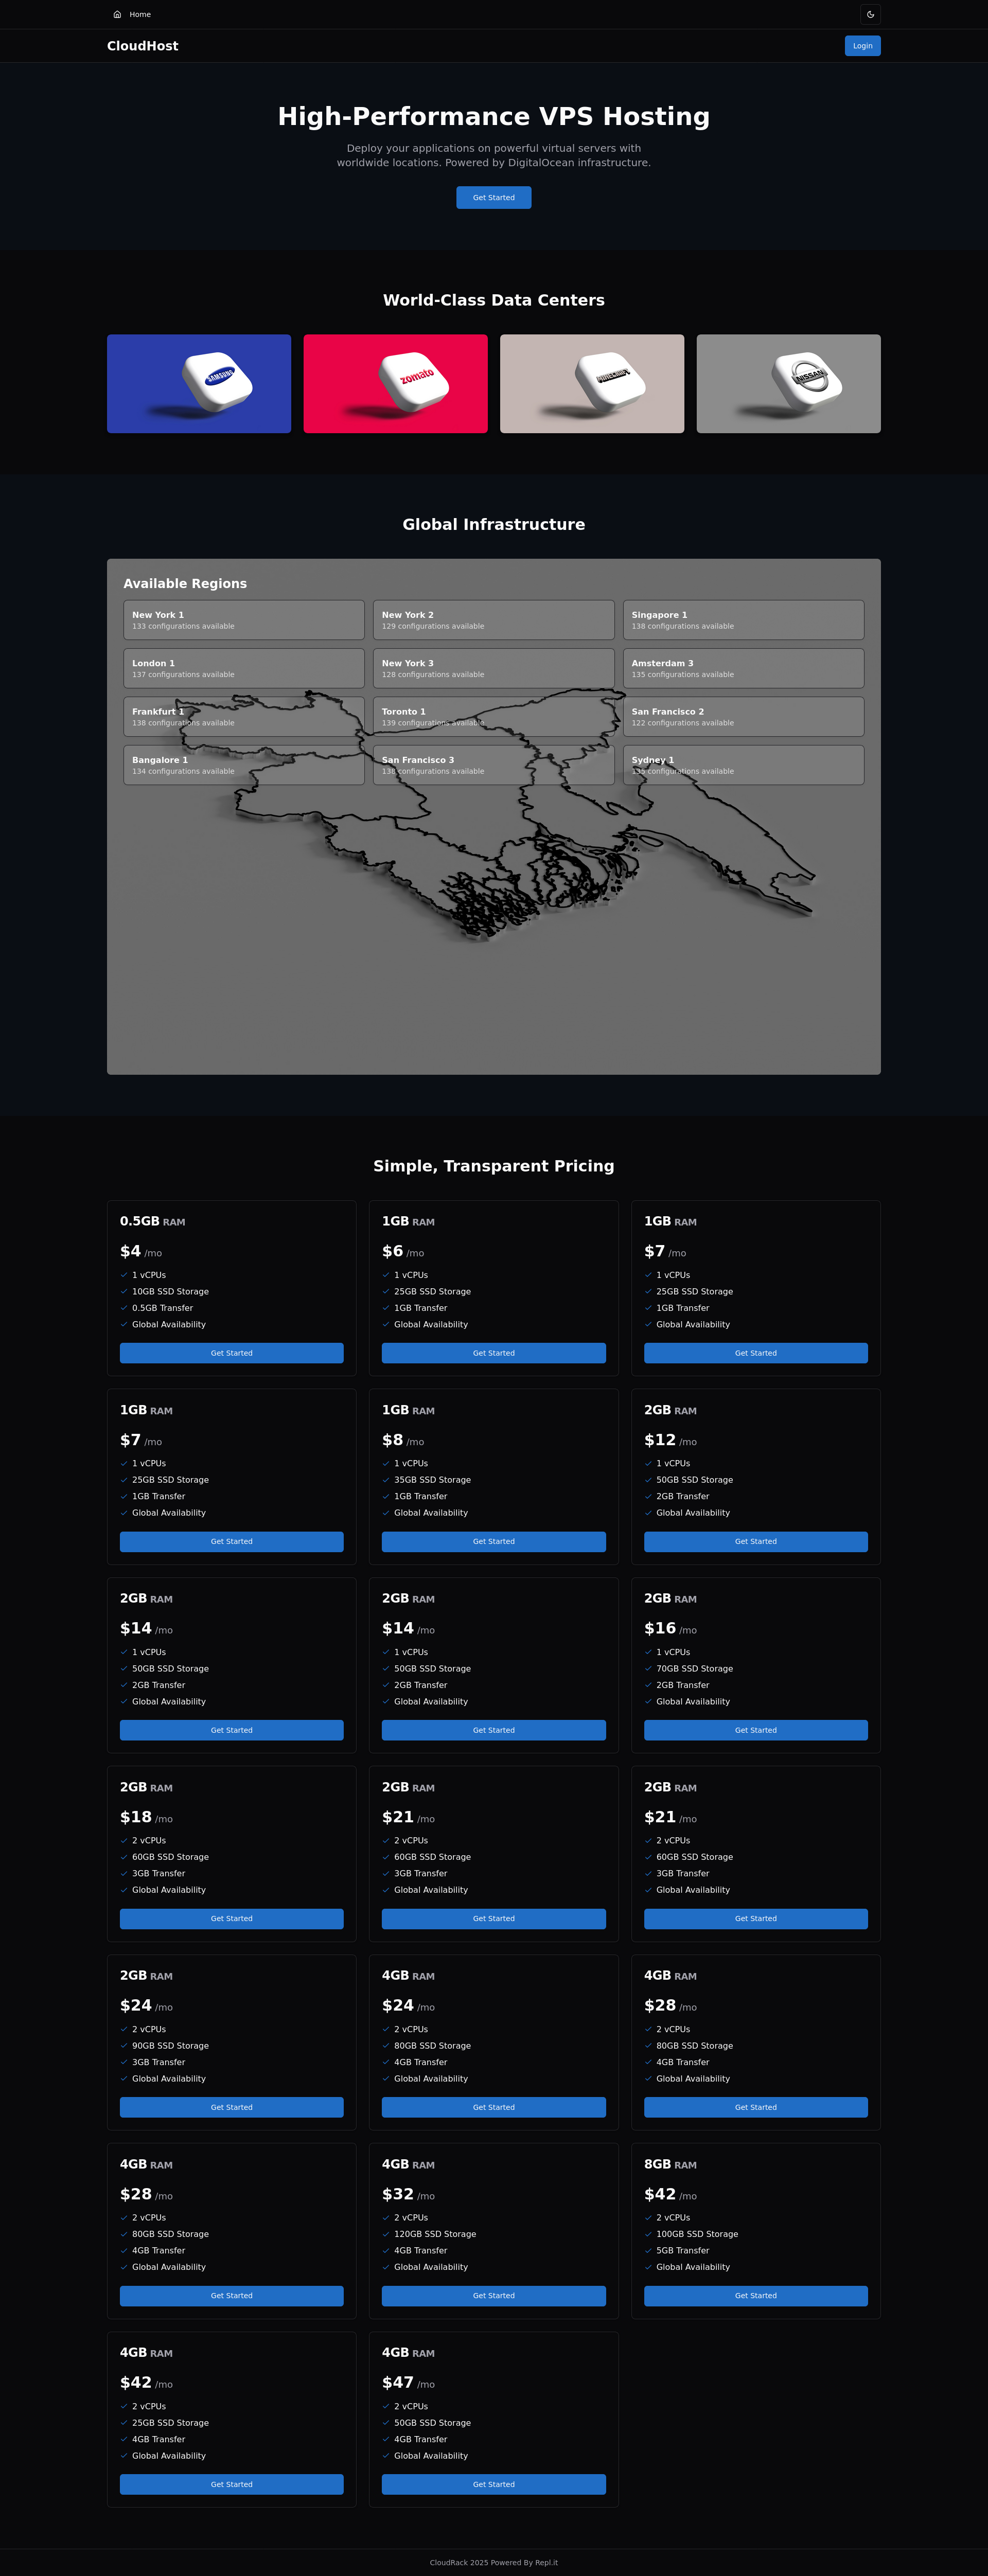 Home
CloudHost
Login
High-Performance VPS Hosting
Deploy your applications on powerful virtual servers with
worldwide locations. Powered by DigitalOcean infrastructure.
Get Started
World-Class Data Centers
SAMSUNG
zomato
MINECRAFT
NISSAN
Global Infrastructure
Available Regions
New York 1
133 configurations available
New York 2
129 configurations available
Singapore 1
138 configurations available
London 1
137 configurations available
New York 3
128 configurations available
Amsterdam 3
135 configurations available
Frankfurt 1
138 configurations available
Toronto 1
139 configurations available
San Francisco 2
122 configurations available
Bangalore 1
134 configurations available
San Francisco 3
configurations available
Sydney 1
configurations available
Simple, Transparent Pricing
0.5GB RAM
$4 /mo
1 vCPUs
10GB SSD Storage
0.5GB Transfer
Global Availability
Get Started
1GB RAM
$6 /mo
1 vCPUs
25GB SSD Storage
1GB Transfer
Global Availability
Get Started
1GB RAM
$7 /mo
1 vCPUs
25GB SSD Storage
1GB Transfer
Global Availability
Get Started
1GB RAM
$7 /mo
1 vCPUs
25GB SSD Storage
1GB Transfer
Global Availability
Get Started
1GB RAM
$8 /mo
1 vCPUs
35GB SSD Storage
1GB Transfer
Global Availability
Get Started
2GB RAM
$12 /mo
1 vCPUs
50GB SSD Storage
2GB Transfer
Global Availability
Get Started
2GB RAM
$14 /mo
1 vCPUs
50GB SSD Storage
2GB Transfer
Global Availability
Get Started
2GB RAM
$14 /mo
1 vCPUs
50GB SSD Storage
2GB Transfer
Global Availability
Get Started
2GB RAM
$16 /mo
1 vCPUs
70GB SSD Storage
2GB Transfer
Global Availability
Get Started
2GB RAM
$18 /mo
2 vCPUs
60GB SSD Storage
3GB Transfer
Global Availability
Get Started
2GB RAM
$21 /mo
2 vCPUs
60GB SSD Storage
3GB Transfer
Global Availability
Get Started
2GB RAM
$21 /mo
2 vCPUs
60GB SSD Storage
3GB Transfer
Global Availability
Get Started
2GB RAM
$24 /mo
2 vCPUs
90GB SSD Storage
3GB Transfer
Global Availability
Get Started
4GB RAM
$24 /mo
2 vCPUs
80GB SSD Storage
4GB Transfer
Global Availability
Get Started
4GB RAM
$28 /mo
2 vCPUs
80GB SSD Storage
4GB Transfer
Global Availability
Get Started
4GB RAM
$28 /mo
2 vCPUs
80GB SSD Storage
4GB Transfer
Global Availability
Get Started
4GB RAM
$32 /mo
2 vCPUs
120GB SSD Storage
4GB Transfer
Global Availability
Get Started
8GB RAM
$42 /mo
2 vCPUs
100GB SSD Storage
5GB Transfer
Global Availability
Get Started
4GB RAM
$42 /mo
2 vCPUs
25GB SSD Storage
4GB Transfer
Global Availability
Get Started
4GB RAM
$47 /mo
2 vCPUs
50GB SSD Storage
4GB Transfer
Global Availability
Get Started
CloudRack 2025 Powered By Repl.it